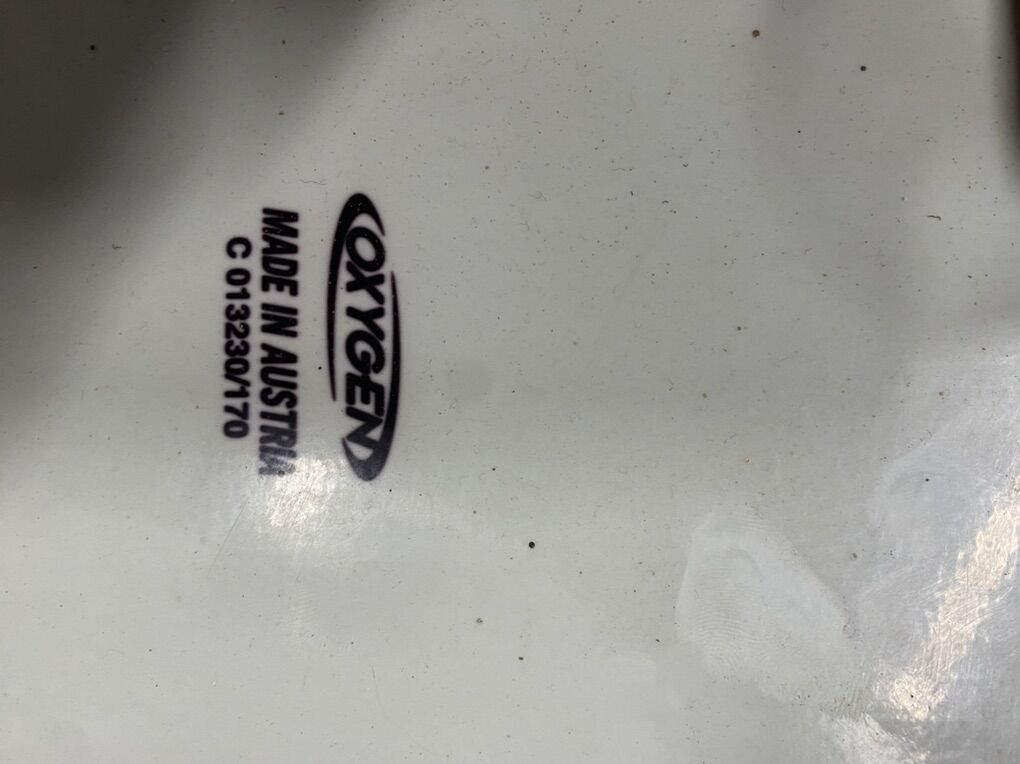 OXYGEN
MADE IN AUSTRIA
C 013230/170